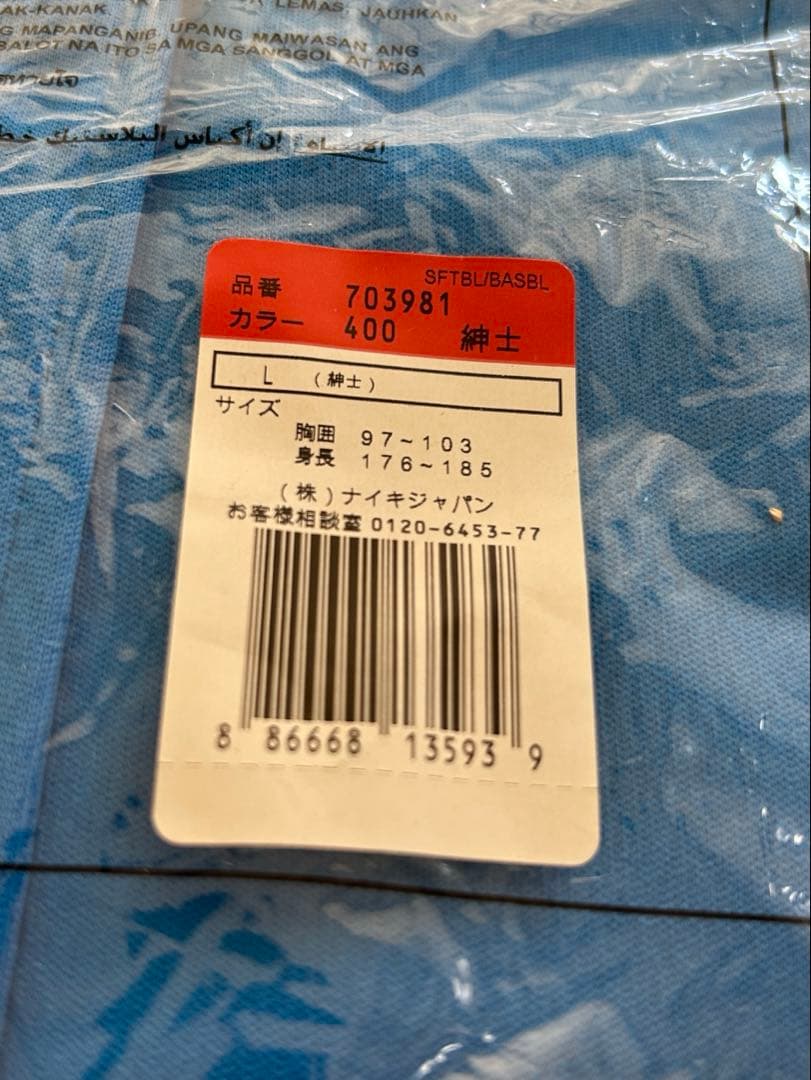 AK-KANAK LEMAS, JAUHKAN
G MAPANGANIB, UPANG MAIWASAN ANG
BALOT NA ITO SA MGA SANGGOL AT MGA
ان أكياس البلاستيك
SFTBL/BASBL
品番 703981
カラー 400 紳士
L (紳士)
サイズ
胸囲 97~103
身長 176~185
(株)ナイキジャパン
お客様相談室 0120-6453-77
8 86668 13593 9